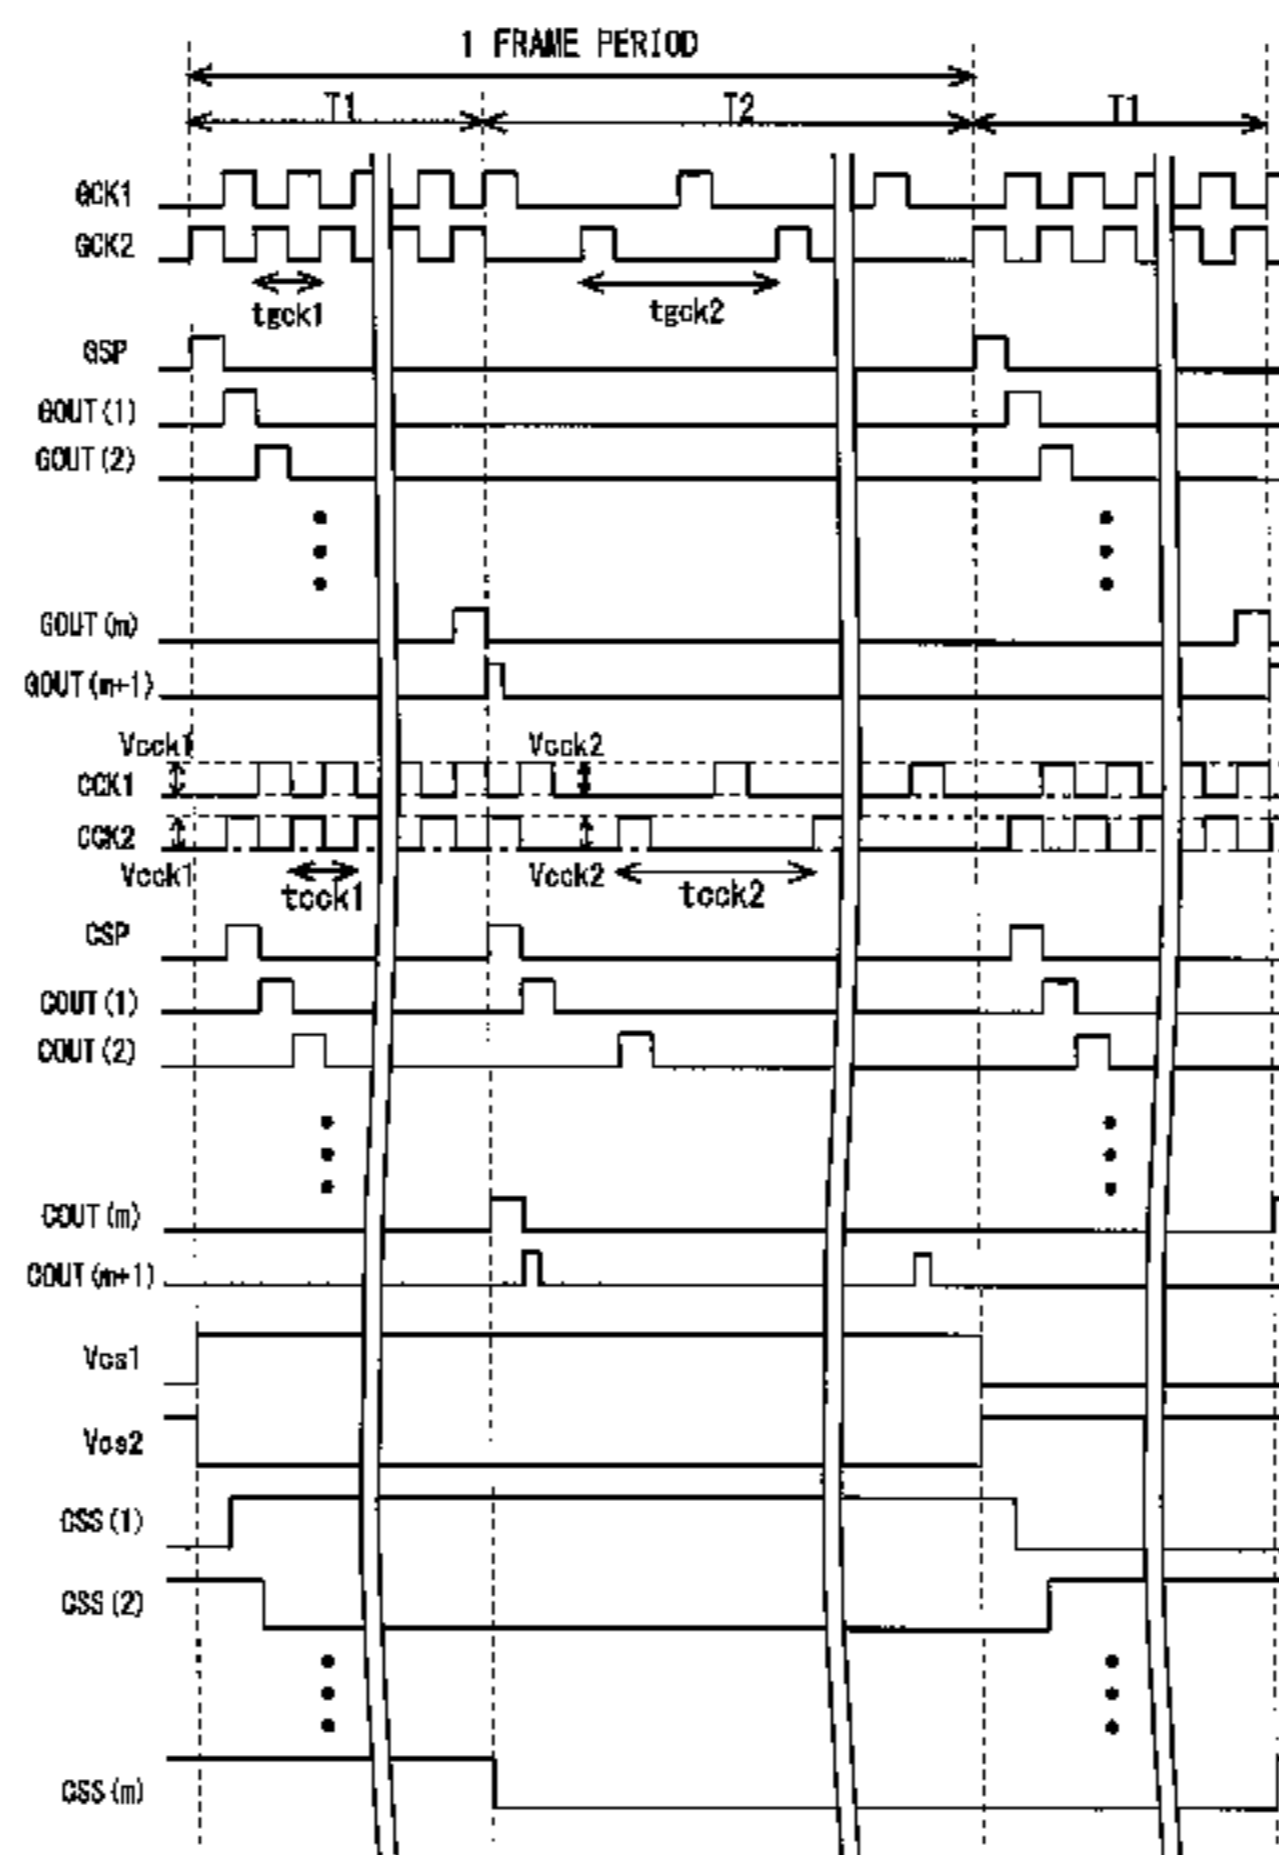 1 FRAME PERIOD
T1 T2 T1
GCK1
GCK2
tgck1 tgck2
GSP
GOUT(1)
GOUT(2)
GOUT(m)
GOUT(m+1)
Vcck1 Vcck2
CCK1
CCK2
Vcck1 Vcck2
tcck1 tcck2
CSP
COUT(1)
COUT(2)
COUT(m)
COUT(m+1)
Vcs1
Vcs2
CSS(1)
CSS(2)
CSS(m)